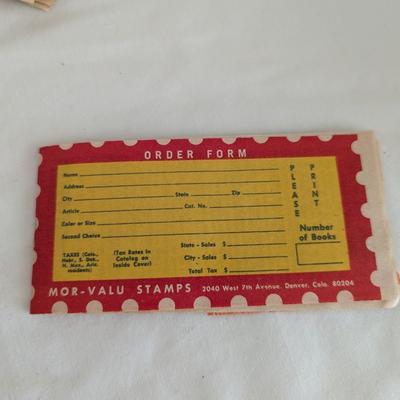 ORDER FORM
Name
Address
City State Zip
Article Cat. No.
Color or Size
Second Choice
PLEASE
PRINT
Number
of Books
TAXES (Colo., (Tax Rates in State - Sales $
Nebr., S. Dak., Catalog on City - Sales $
N. Mex., Ariz. Inside Cover) Total Tax $
residents)
MOR-VALU STAMPS 2040 West 7th Avenue, Denver, Colo. 80204